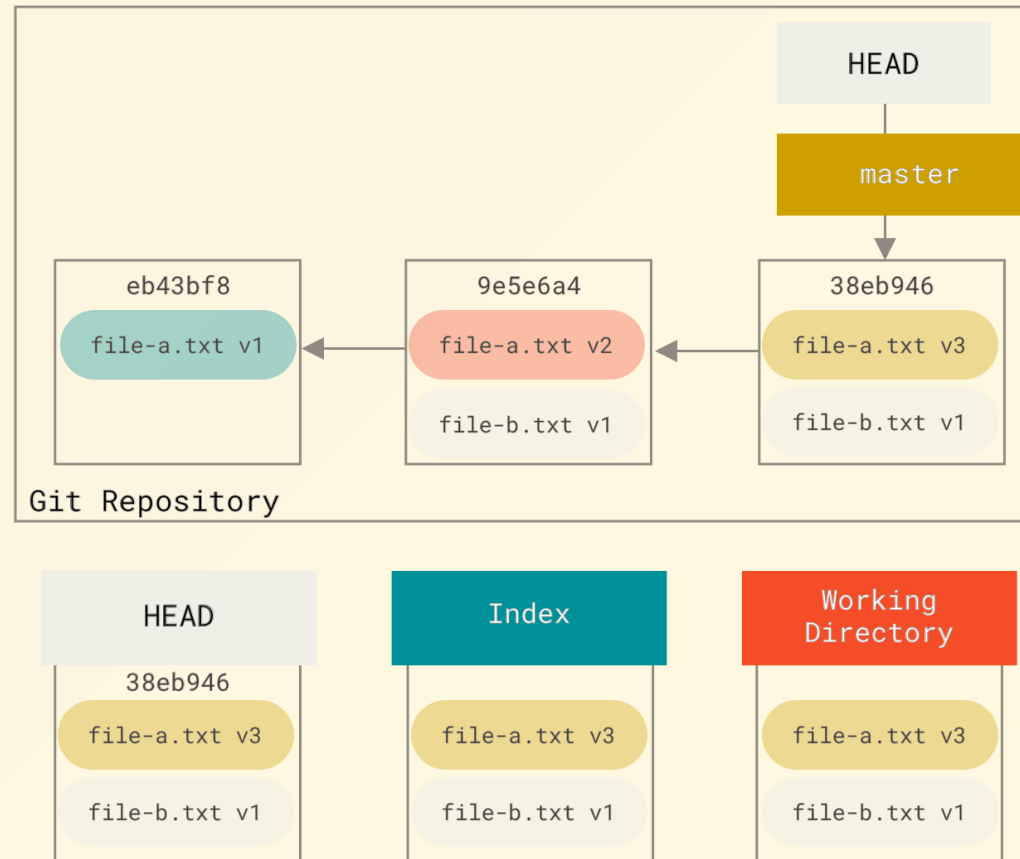 HEAD
master
eb43bf8
9e5e6a4
38eb946
file-a.txt v1
file-a.txt v2
file-a.txt v3
file-b.txt v1
file-b.txt v1
Git Repository
HEAD
Index
Working
Directory
38eb946
file-a.txt v3
file-a.txt v3
file-a.txt v3
file-b.txt v1
file-b.txt v1
file-b.txt v1